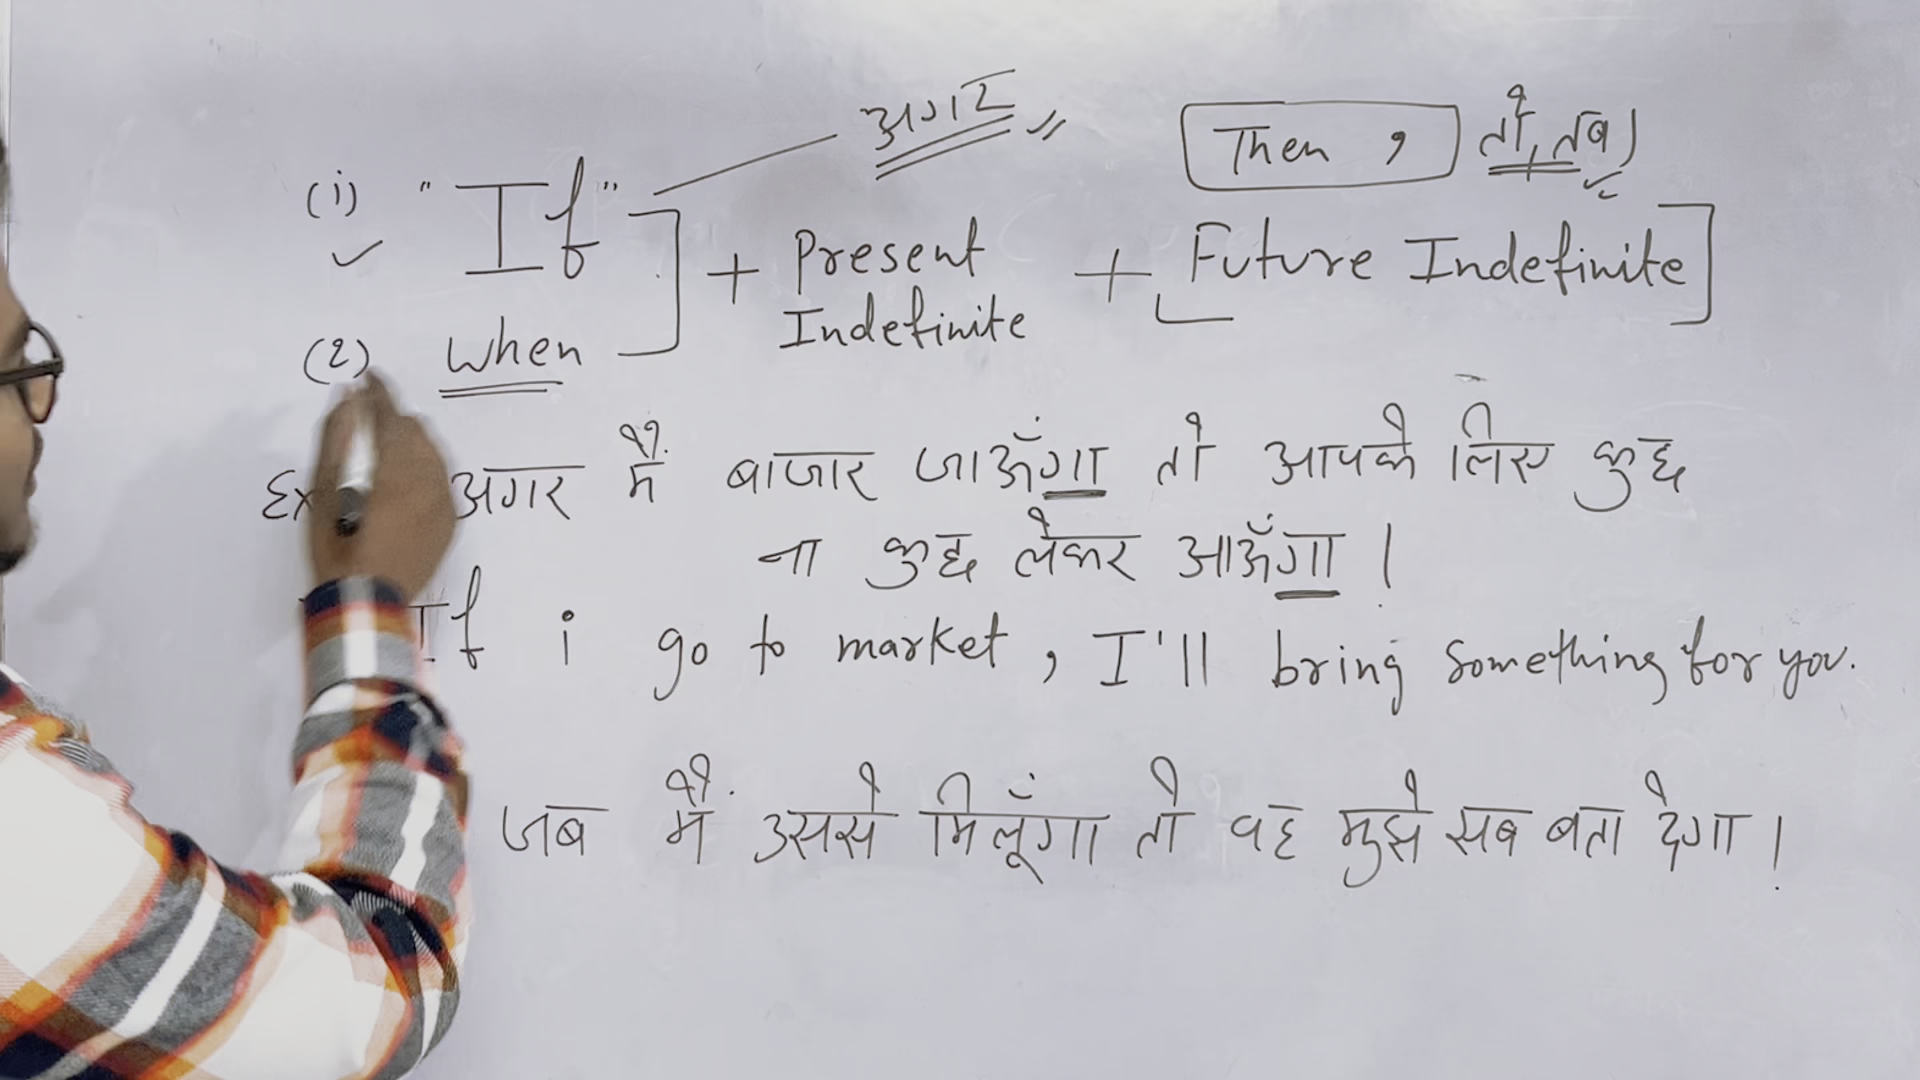 अगर
Then , तो, तब)
(i) "If" + Present Indefinite + [Future Indefinite]
(2) When
Ex अगर मैं बाजार जाऊँगा तो आपके लिए कुछ
ना कुछ लेकर आऊँगा।
If i go to market, I'll bring something for you.
जब मैं उससे मिलूँगा तो वह मुझे सब बता देगा।